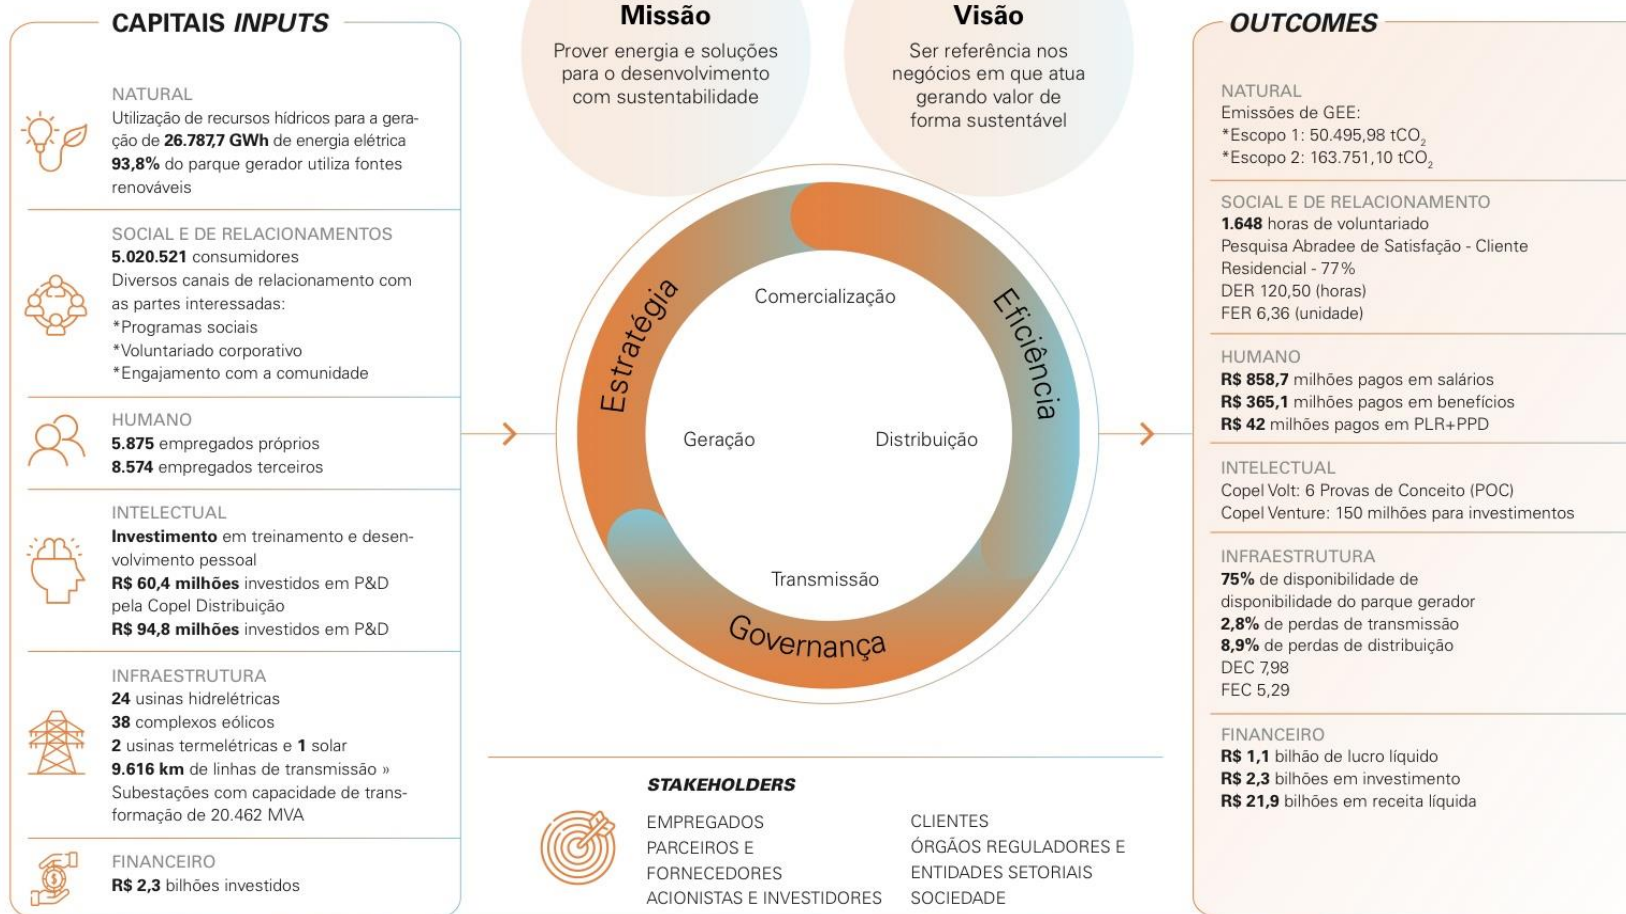 CAPITAIS INPUTS
NATURAL
Utilização de recursos hídricos para a gera-
ção de 26.787,7 GWh de energia elétrica
93,8% do parque gerador utiliza fontes
renováveis
SOCIAL E DE RELACIONAMENTOS
5.020.521 consumidores
Diversos canais de relacionamento com
as partes interessadas:
*Programas sociais
*Voluntariado corporativo
*Engajamento com a comunidade
HUMANO
5.875 empregados próprios
8.574 empregados terceiros
INTELECTUAL
Investimento em treinamento e desen-
volvimento pessoal
R$ 60,4 milhões investidos em P&D
pela Copel Distribuição
R$ 94,8 milhões investidos em P&D
INFRAESTRUTURA
24 usinas hidrelétricas
38 complexos eólicos
2 usinas termelétricas e 1 solar
9.616 km de linhas de transmissão »
Subestações com capacidade de trans-
formação de 20.462 MVA
FINANCEIRO
R$ 2,3 bilhões investidos
Missão
Prover energia e soluções
para o desenvolvimento
com sustentabilidade
Visão
Ser referência nos
negócios em que atua
gerando valor de
forma sustentável
Estratégia
Eficiência
Governança
Comercialização
Geração
Distribuição
Transmissão
STAKEHOLDERS
EMPREGADOS
PARCEIROS E
FORNECEDORES
ACIONISTAS E INVESTIDORES
CLIENTES
ÓRGÃOS REGULADORES E
ENTIDADES SETORIAIS
SOCIEDADE
OUTCOMES
NATURAL
Emissões de GEE:
*Escopo 1: 50.495,98 tCO₂
*Escopo 2: 163.751,10 tCO₂
SOCIAL E DE RELACIONAMENTO
1.648 horas de voluntariado
Pesquisa Abradee de Satisfação - Cliente
Residencial - 77%
DER 120,50 (horas)
FER 6,36 (unidade)
HUMANO
R$ 858,7 milhões pagos em salários
R$ 365,1 milhões pagos em benefícios
R$ 42 milhões pagos em PLR+PPD
INTELECTUAL
Copel Volt: 6 Provas de Conceito (POC)
Copel Venture: 150 milhões para investimentos
INFRAESTRUTURA
75% de disponibilidade de
disponibilidade do parque gerador
2,8% de perdas de transmissão
8,9% de perdas de distribuição
DEC 7,98
FEC 5,29
FINANCEIRO
R$ 1,1 bilhão de lucro líquido
R$ 2,3 bilhões em investimento
R$ 21,9 bilhões em receita líquida